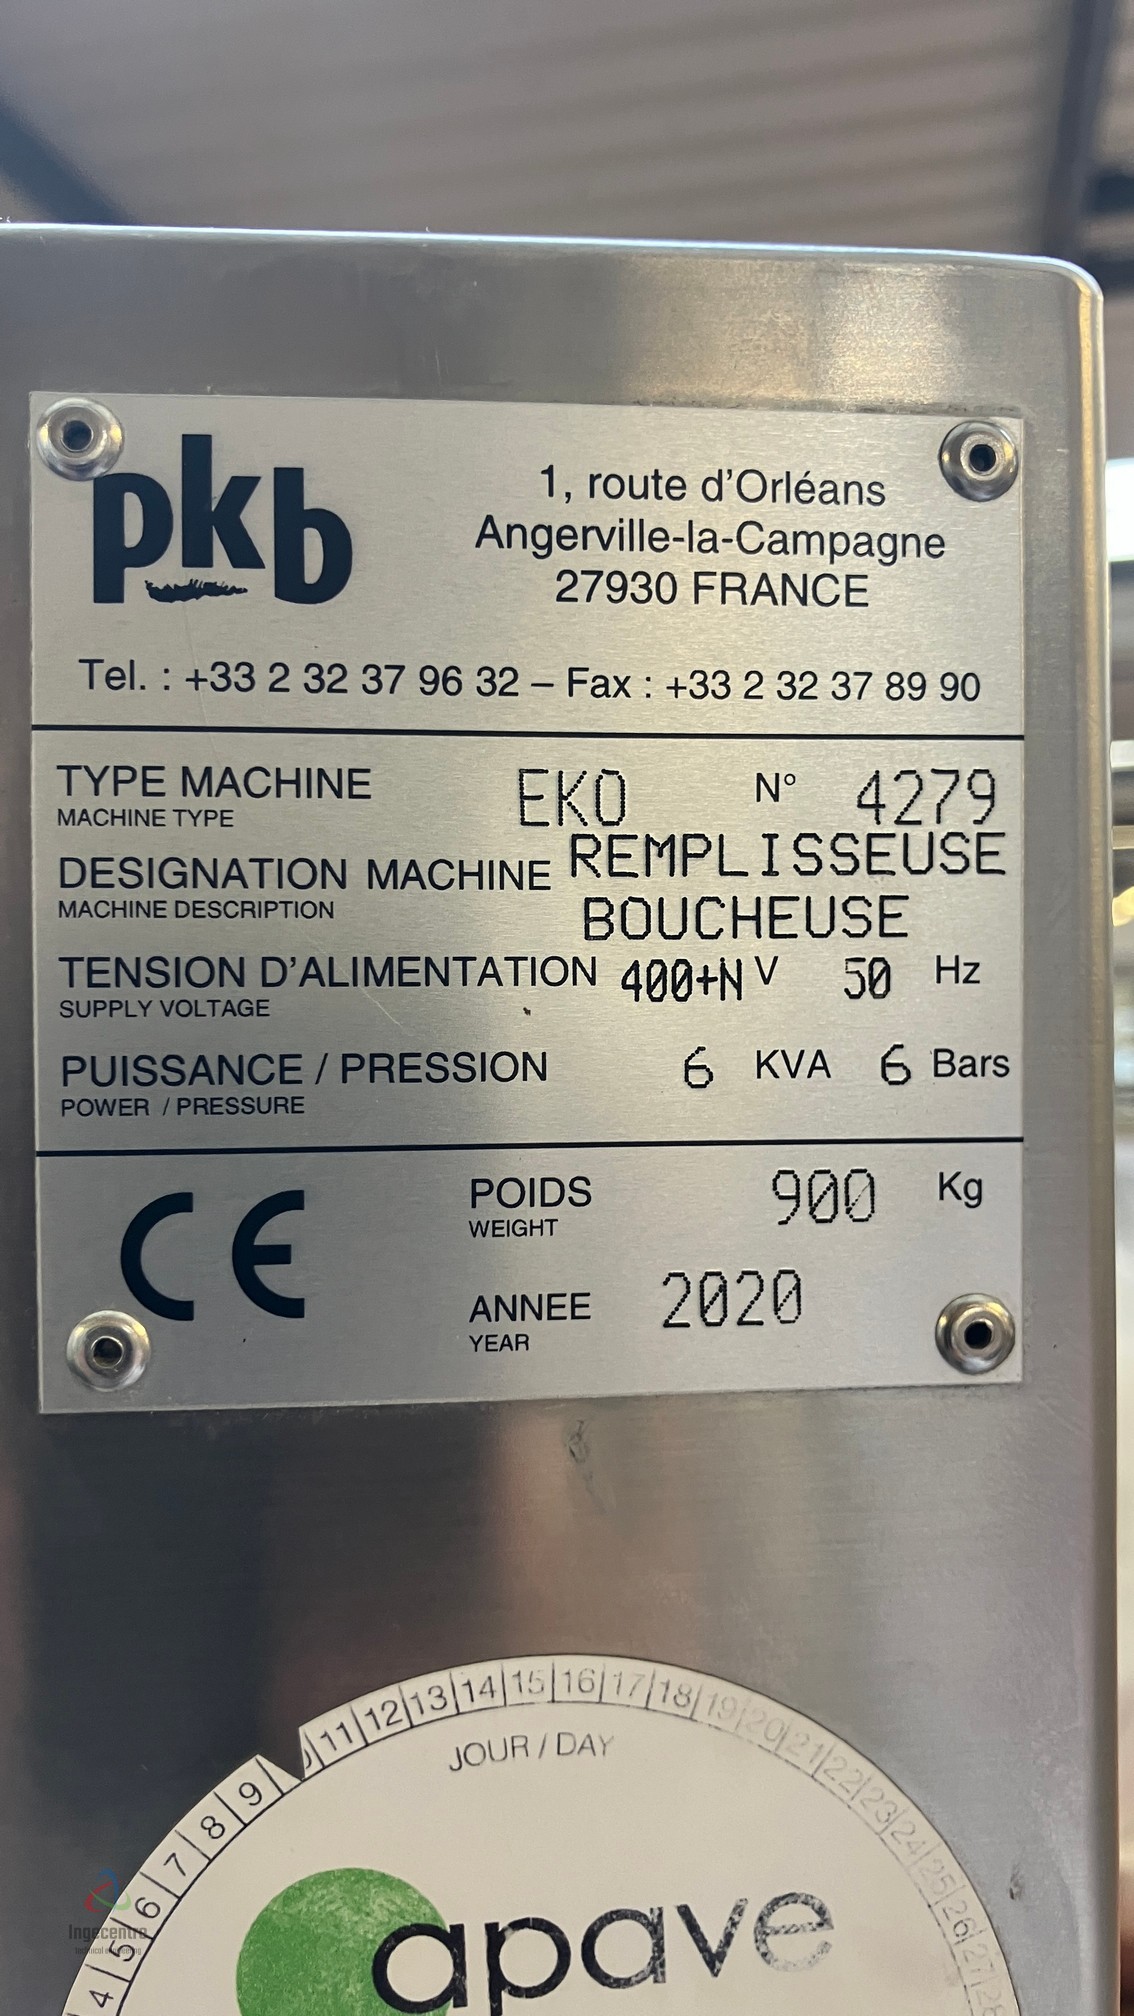 pkb
1, route d'Orléans
Angerville-la-Campagne
27930 FRANCE
Tel. : +33 2 32 37 96 32 – Fax : +33 2 32 37 89 90
TYPE MACHINE EKO N° 4279
MACHINE TYPE
DESIGNATION MACHINE REMPLISSEUSE
MACHINE DESCRIPTION BOUCHEUSE
TENSION D'ALIMENTATION 400+N V 50 Hz
SUPPLY VOLTAGE
PUISSANCE / PRESSION 6 KVA 6 Bars
POWER / PRESSURE
CE
POIDS 900 Kg
WEIGHT
ANNEE 2020
YEAR
4 5 6 7 8 9 11 12 13 14 15 16 17 18 19 20 21 22 23 24 25 26 27
JOUR / DAY
apave
Ingecentre